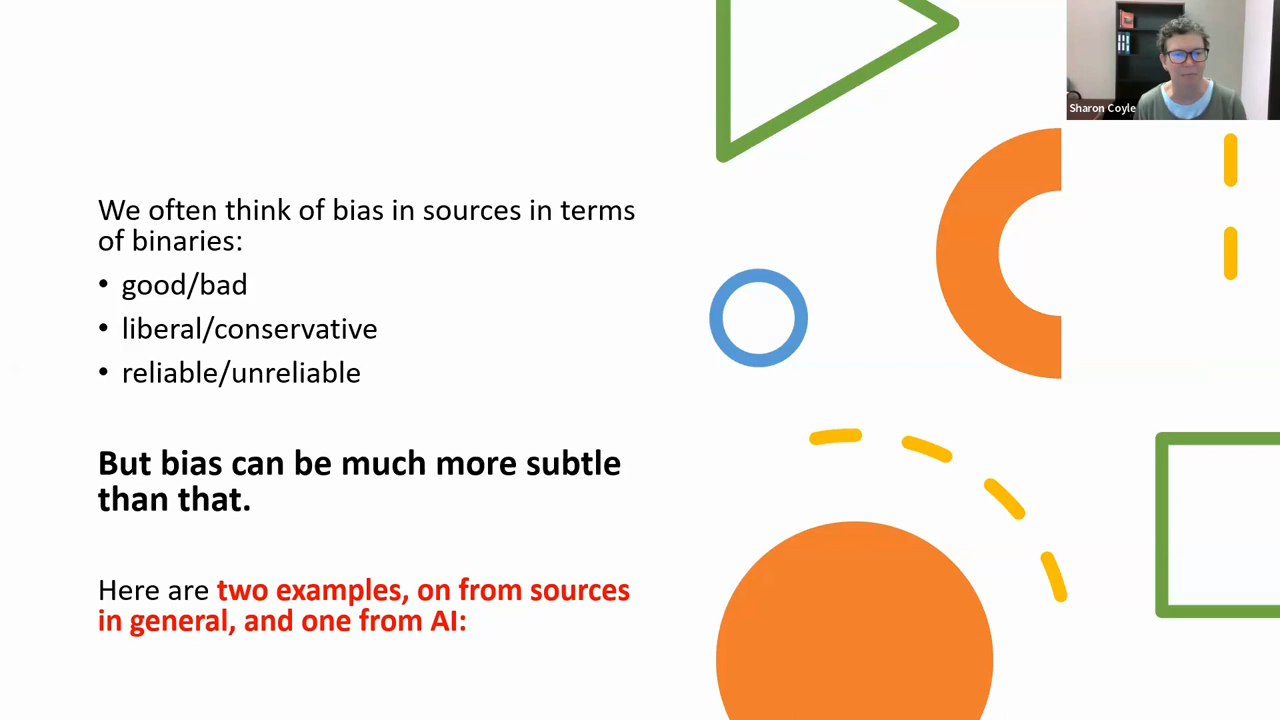 Sharon Coyle
We often think of bias in sources in terms
of binaries:
• good/bad
• liberal/conservative
• reliable/unreliable
But bias can be much more subtle
than that.
Here are two examples, on from sources
in general, and one from AI: